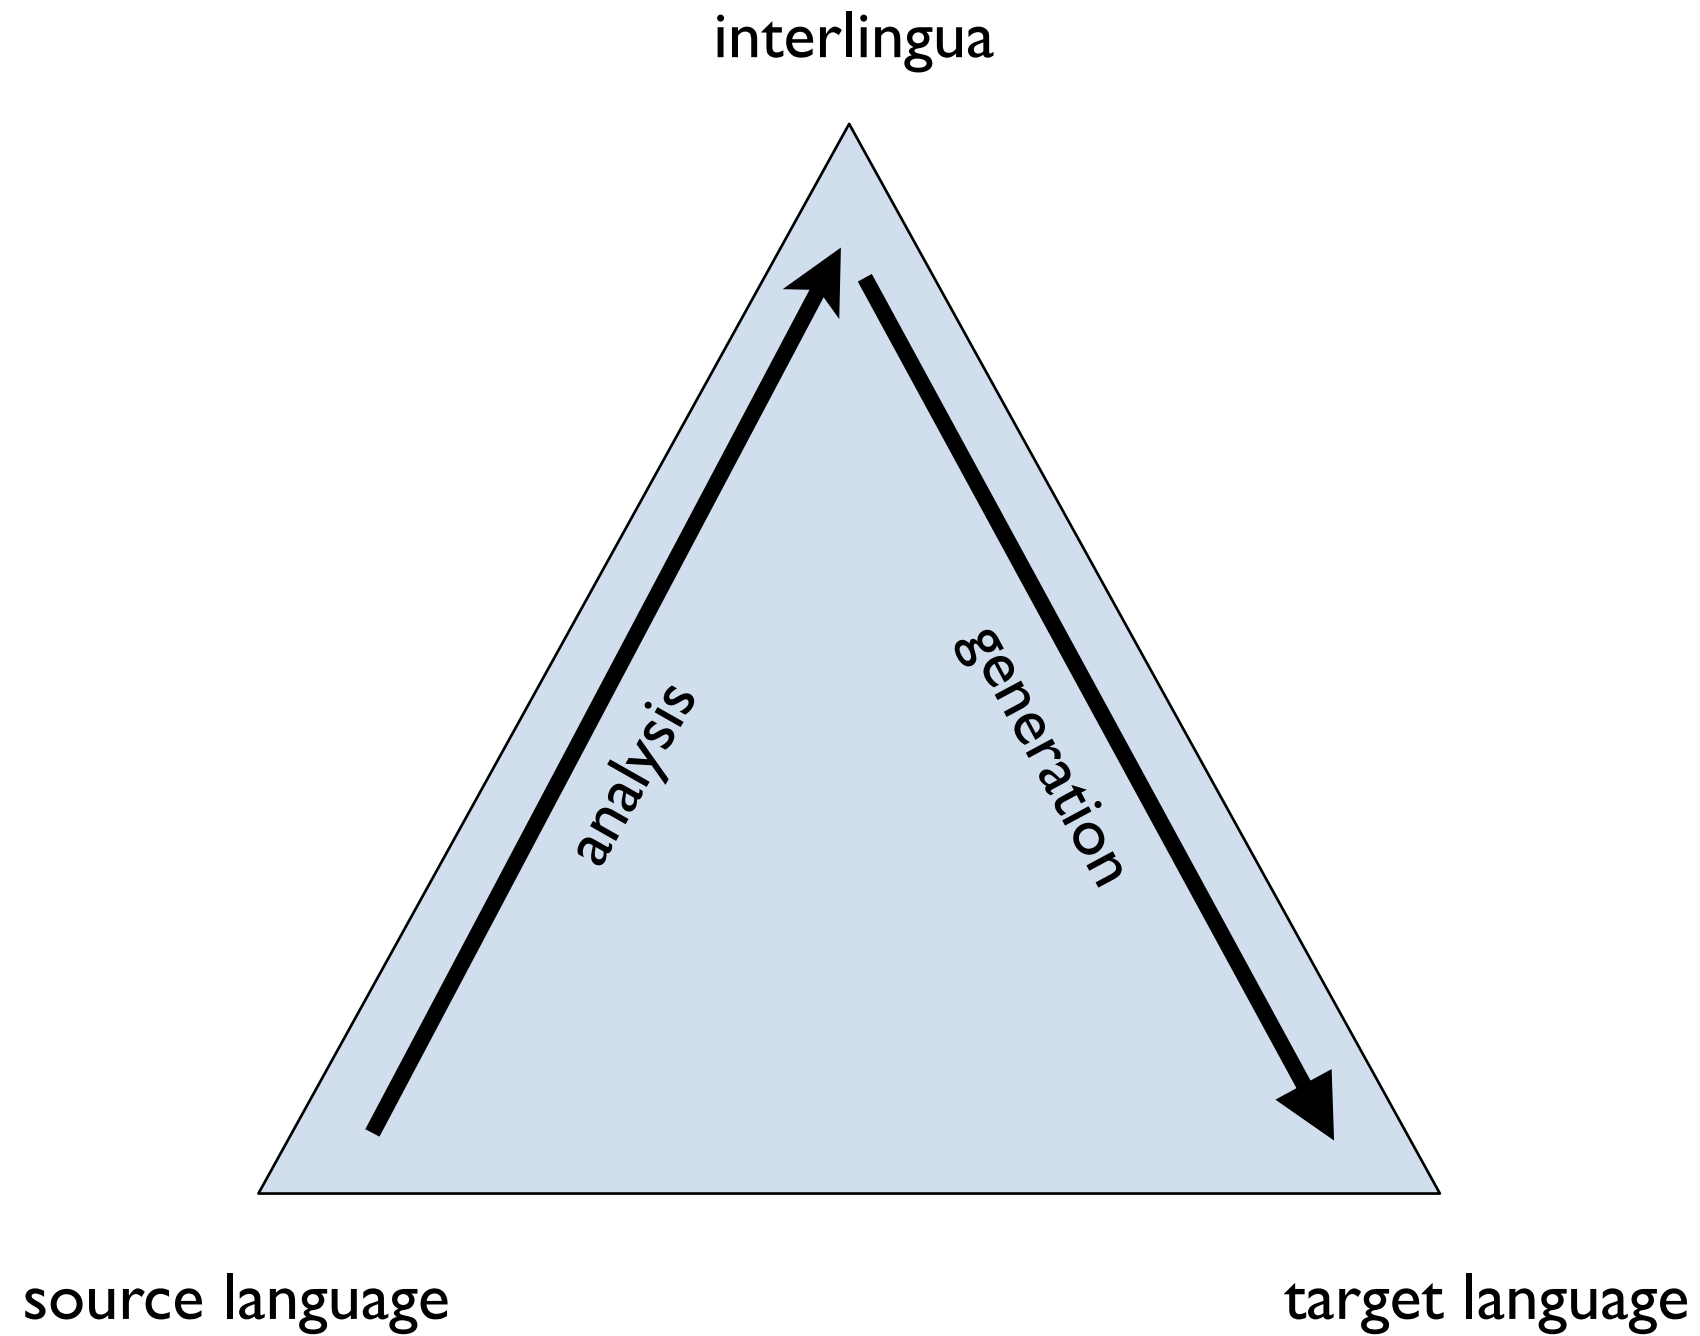 interlingua
analysis
generation
source language
target language